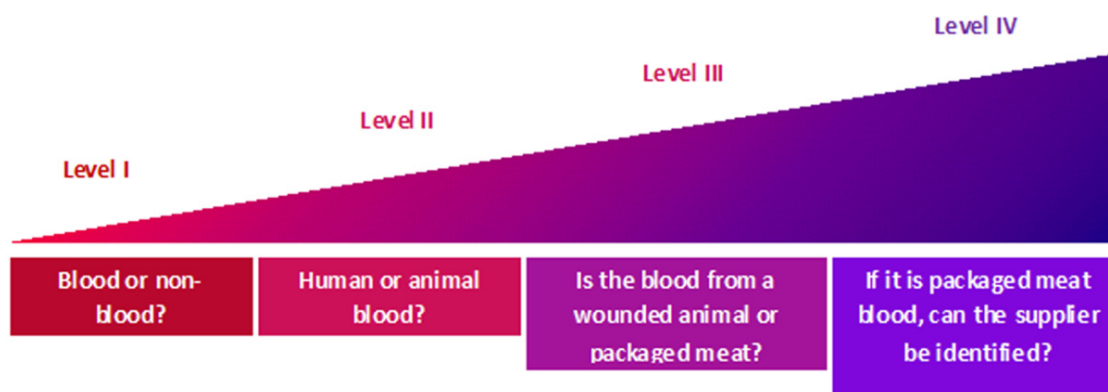 Level IV
Level III
Level II
Level I
Blood or non-
blood?
Human or animal
blood?
Is the blood from a
wounded animal or
packaged meat?
If it is packaged meat
blood, can the supplier
be identified?